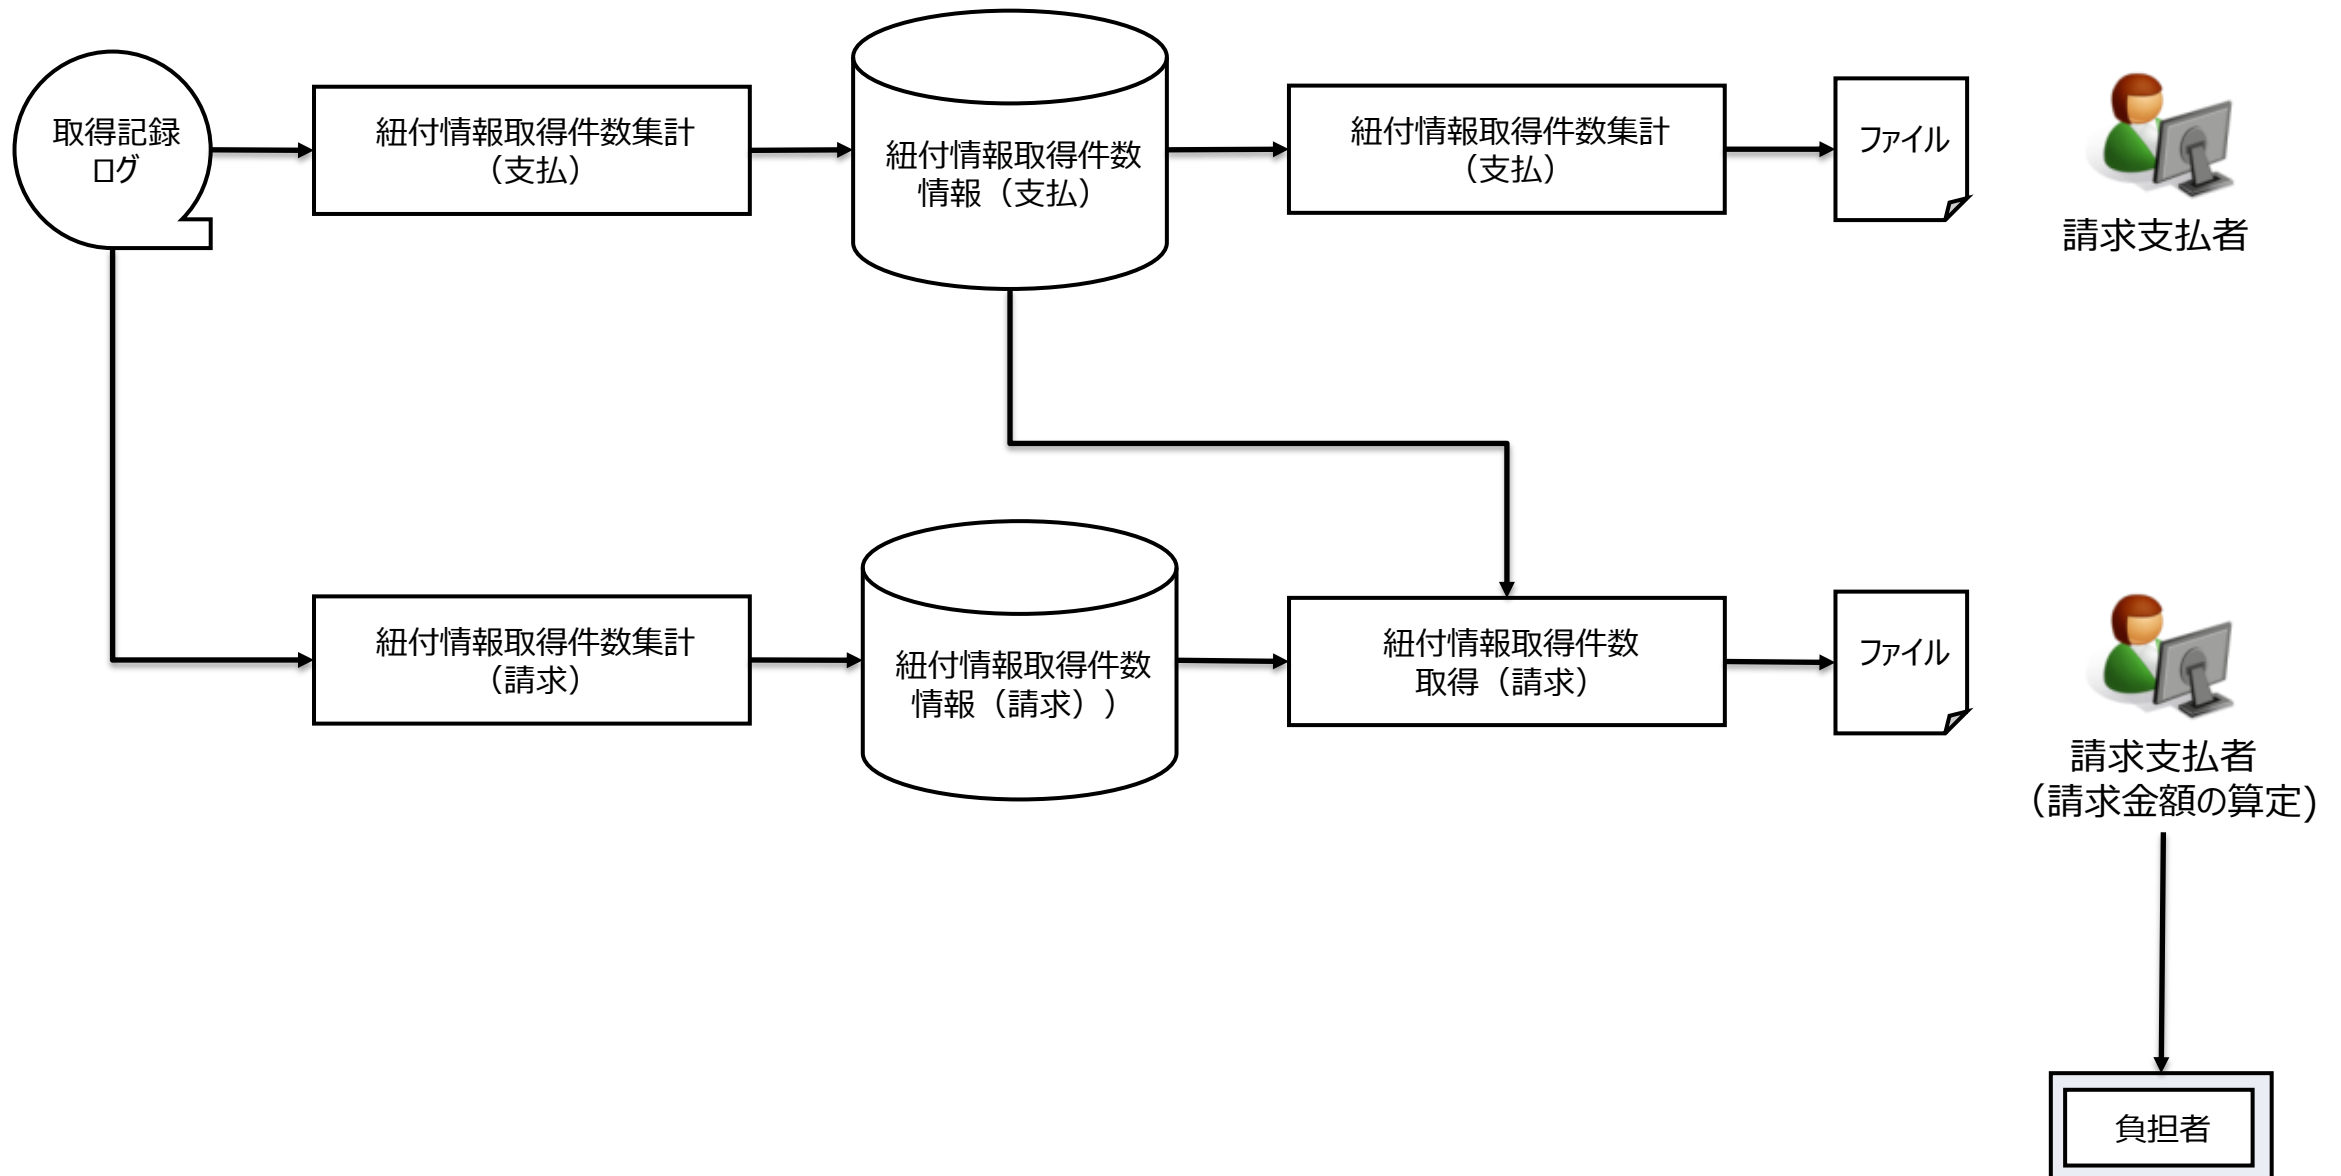 取得記録
ログ
紐付情報取得件数集計
（支払）
紐付情報取得件数
情報（支払）
紐付情報取得件数集計
（支払）
ファイル
請求支払者
紐付情報取得件数集計
（請求）
紐付情報取得件数
情報（請求））
紐付情報取得件数
取得（請求）
ファイル
請求支払者
（請求金額の算定)
負担者